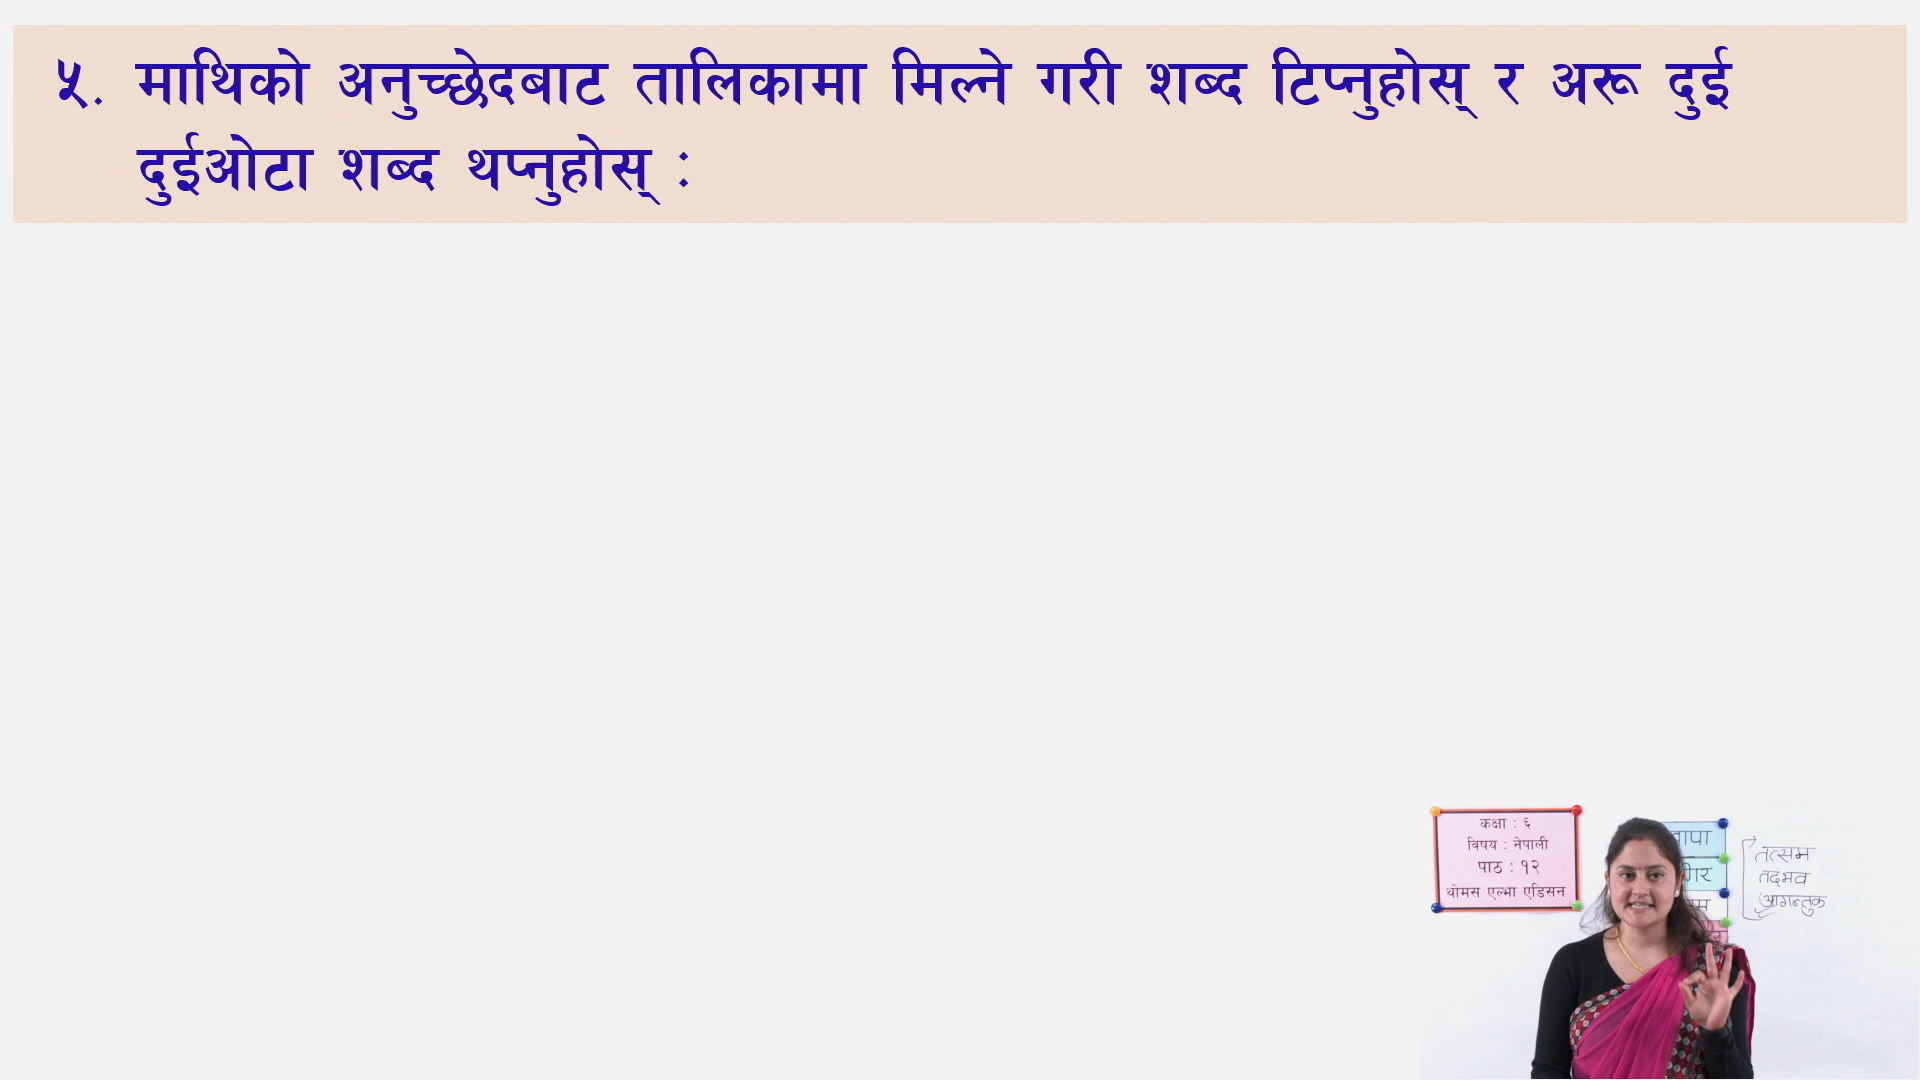 ५. माथिको अनुच्छेदबाट तालिकामा मिल्ने गरी शब्द टिप्नुहोस् र अरू दुई
दुईओटा शब्द थप्नुहोस् :
कक्षा : ६
विषय : नेपाली
पाठ : १२
थोमस एल्भा एडिसन
तत्सम
तद्भव
आगन्तुक